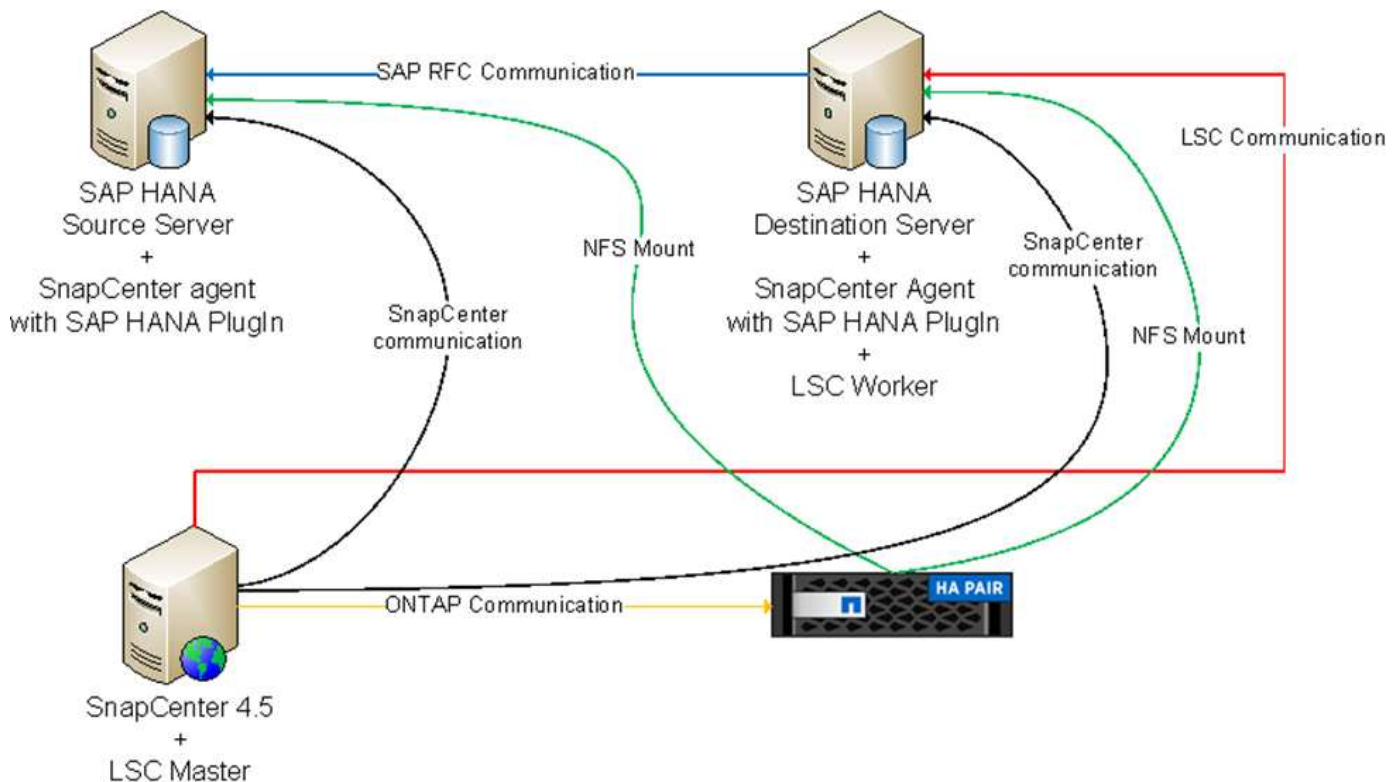 SAP RFC Communication
LSC Communication
SAP HANA
Source Server
+
SnapCenter agent
with SAP HANA PlugIn
NFS Mount
SnapCenter
communication
SAP HANA
Destination Server
+
SnapCenter Agent
with SAP HANA PlugIn
+
LSC Worker
SnapCenter
communication
NFS Mount
ONTAP Communication
HA PAIR
SnapCenter 4.5
+
LSC Master